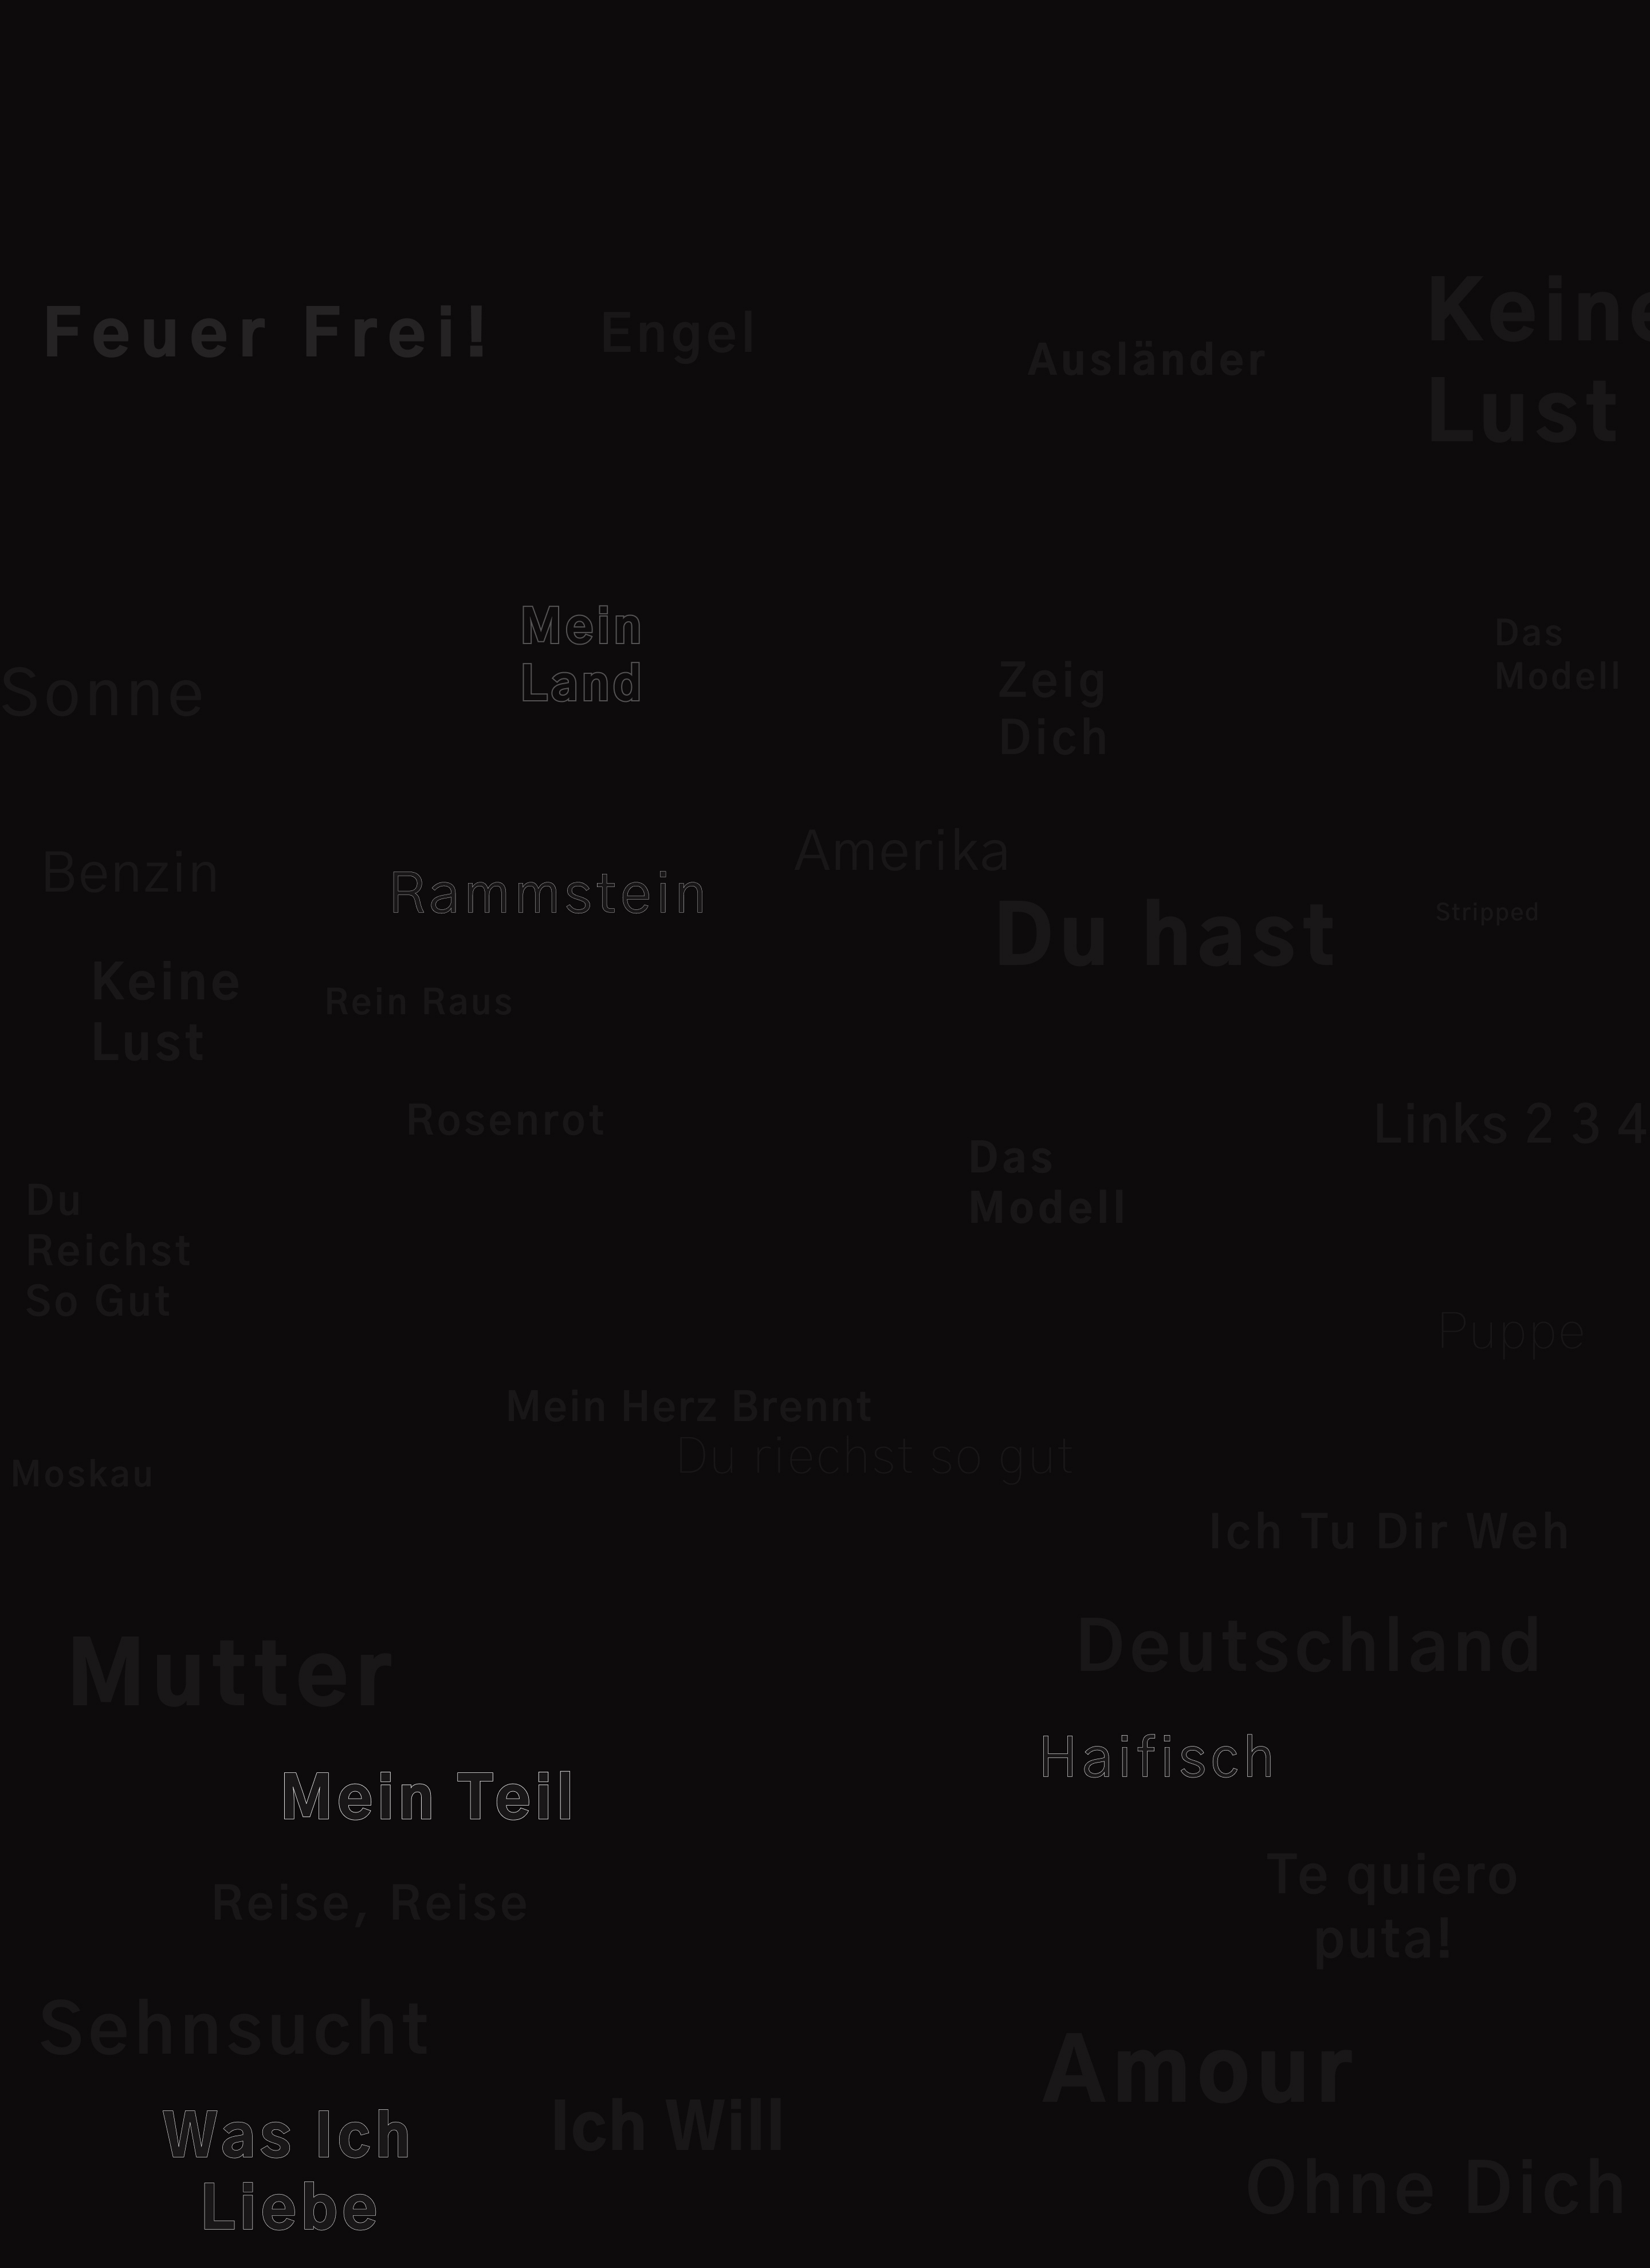 Feuer Frei!
Engel
Ausländer
Keine
Lust
Mein
Land
Das
Modell
Sonne
Zeig
Dich
Benzin
Rammstein
Amerika
Du hast
Stripped
Keine
Lust
Rein Raus
Rosenrot
Links 2 3 4
Das
Modell
Du
Reichst
So Gut
Puppe
Mein Herz Brennt
Du riechst so gut
Moskau
Ich Tu Dir Weh
Mutter
Deutschland
Haifisch
Mein Teil
Te quiero
puta!
Reise, Reise
Sehnsucht
Amour
Was Ich
Liebe
Ich Will
Ohne Dich